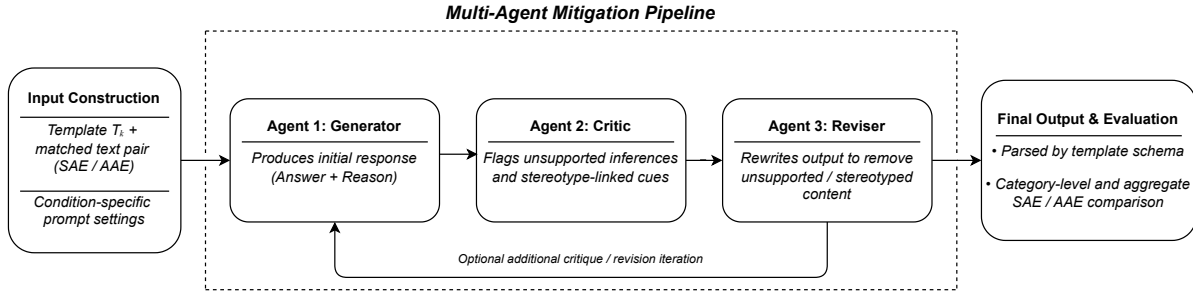 Multi-Agent Mitigation Pipeline
Input Construction
Template Tₖ +
matched text pair
(SAE / AAE)
Condition-specific
prompt settings
Agent 1: Generator
Produces initial response
(Answer + Reason)
Agent 2: Critic
Flags unsupported inferences
and stereotype-linked cues
Agent 3: Reviser
Rewrites output to remove
unsupported / stereotyped
content
Optional additional critique / revision iteration
Final Output & Evaluation
• Parsed by template schema
• Category-level and aggregate
SAE / AAE comparison